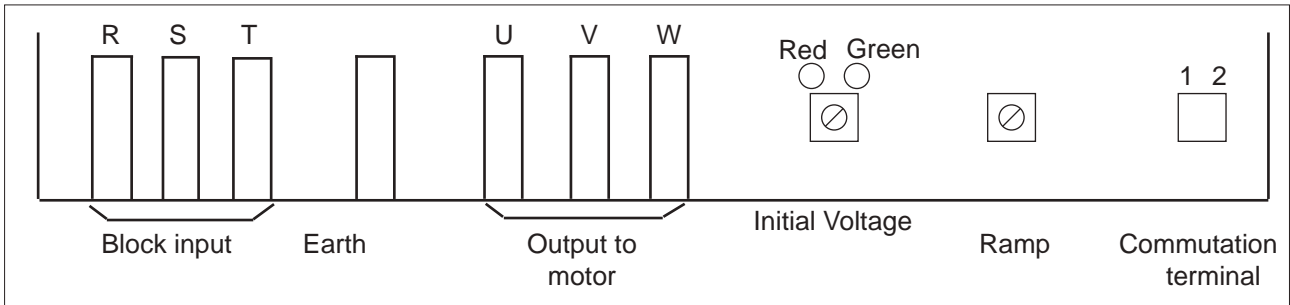 R S T U V W
Red Green
1 2
Block input Earth Output to motor Initial Voltage Ramp Commutation terminal